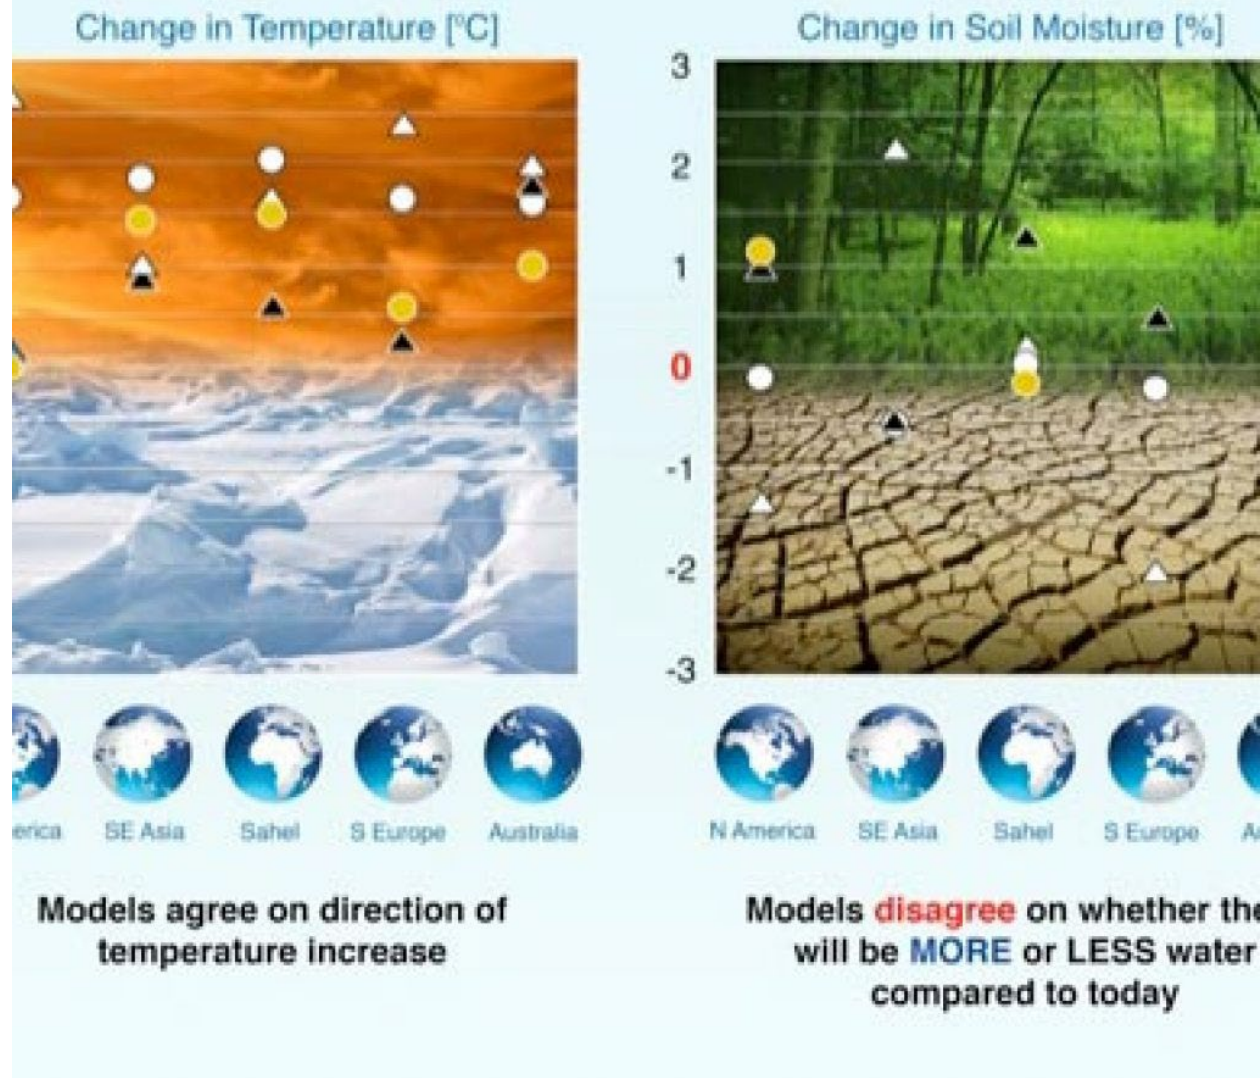 Change in Temperature [°C]
Change in Soil Moisture [%]
3
2
1
0
-1
-2
-3
erica SE Asia Sahel S Europe Australia
N America SE Asia Sahel S Europe
Models agree on direction of
temperature increase
Models disagree on whether the
will be MORE or LESS water
compared to today